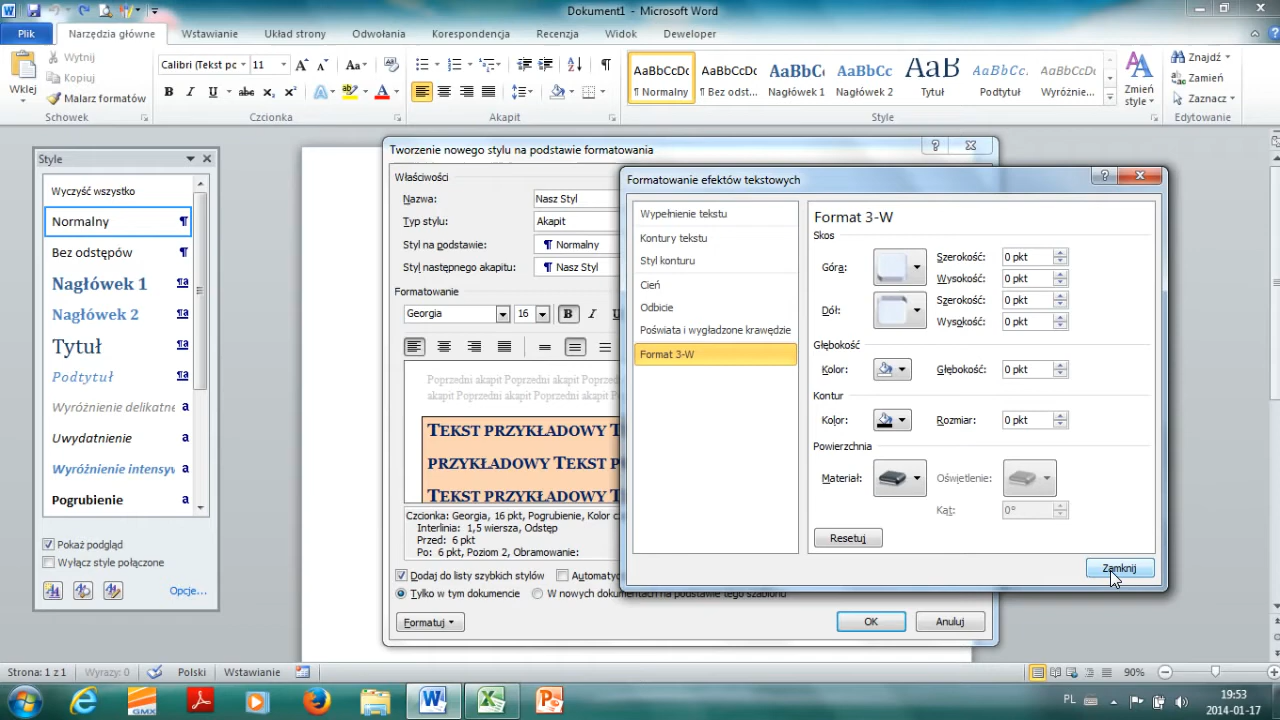 Dokument1 - Microsoft Word
Plik Narzędzia główne Wstawianie Układ strony Odwołania Korespondencja Recenzja Widok Deweloper
Wklej
Wytnij
Kopiuj
Malarz formatów
Schowek
Calibri (Tekst pc 11
Czcionka
Akapit
AaBbCcDc AaBbCcDc AaBbCc AaBbCc AaB AaBbCc. AaBbCcDc
¶ Normalny ¶ Bez odst... Nagłówek 1 Nagłówek 2 Tytuł Podtytuł Wyróżnie...
Zmień style
Style
Znajdź
Zamień
Zaznacz
Edytowanie
Style
Wyczyść wszystko
Normalny ¶
Bez odstępów ¶
Nagłówek 1 ¶a
Nagłówek 2 ¶a
Tytuł ¶a
Podtytuł ¶a
Wyróżnienie delikatne a
Uwydatnienie a
Wyróżnienie intensyw a
Pogrubienie a
Pokaż podgląd
Wyłącz style połączone
Opcje...
Tworzenie nowego stylu na podstawie formatowania
Właściwości
Nazwa: Nasz Styl
Typ stylu: Akapit
Styl na podstawie: ¶ Normalny
Styl następnego akapitu: ¶ Nasz Styl
Formatowanie
Georgia 16 B I U
Poprzedni akapit Poprzedni akapit Poprzedni
akapit Poprzedni akapit Poprzedni akapit
TEKST PRZYKŁADOWY T
PRZYKŁADOWY TEKST P
TEKST PRZYKŁADOWY T
Czcionka: Georgia, 16 pkt, Pogrubienie, Kolor c
Interlinia: 1,5 wiersza, Odstęp
Przed: 6 pkt
Po: 6 pkt, Poziom 2, Obramowanie:
Dodaj do listy szybkich stylów Automatyc
Tylko w tym dokumencie W nowych dokumentach na podstawie tego szablonu
Formatuj OK Anuluj
Formatowanie efektów tekstowych
Wypełnienie tekstu
Kontury tekstu
Styl konturu
Cień
Odbicie
Poświata i wygładzone krawędzie
Format 3-W
Format 3-W
Skos
Góra: Szerokość: 0 pkt
Wysokość: 0 pkt
Dół: Szerokość: 0 pkt
Wysokość: 0 pkt
Głębokość
Kolor: Głębokość: 0 pkt
Kontur
Kolor: Rozmiar: 0 pkt
Powierzchnia
Materiał: Oświetlenie:
Kąt: 0°
Resetuj
Zamknij
Strona: 1 z 1 Wyrazy: 0 Polski Wstawianie 90%
GMX
PL 19:53
2014-01-17